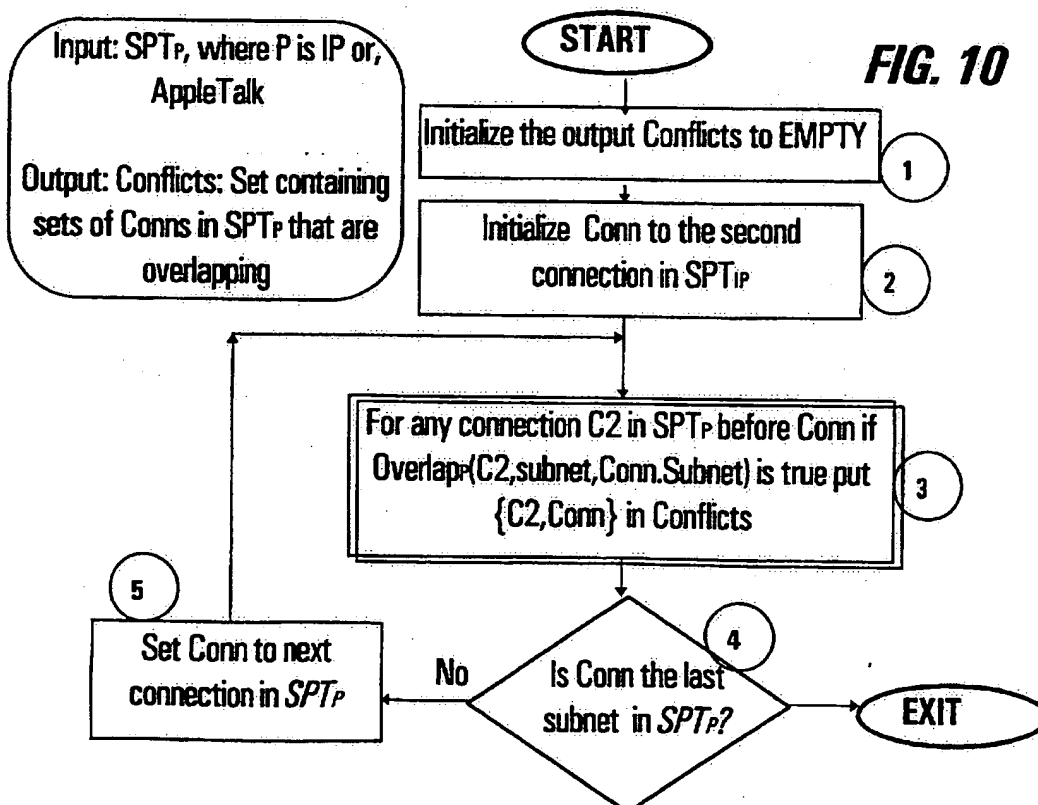 Input: SPTP, where P is IP or,
AppleTalk
Output: Conflicts: Set containing
sets of Conns in SPTP that are
overlapping
START
FIG. 10
Initialize the output Conflicts to EMPTY
1
Initialize Conn to the second
connection in SPTIP
2
For any connection C2 in SPTP before Conn if
OverlapP(C2,subnet,Conn.Subnet) is true put
{C2,Conn} in Conflicts
3
4
Is Conn the last
subnet in SPTP?
No
5
Set Conn to next
connection in SPTP
EXIT